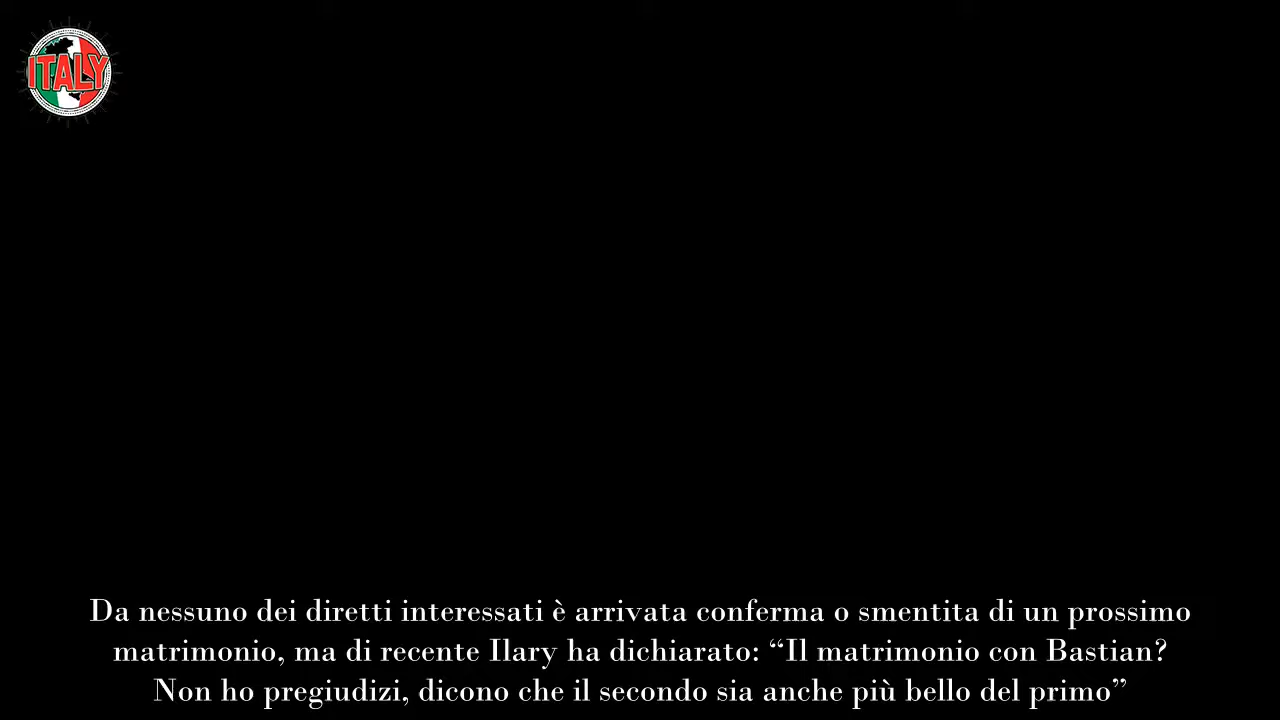 ITALY
Da nessuno dei diretti interessati è arrivata conferma o smentita di un prossimo
matrimonio, ma di recente Ilary ha dichiarato: “Il matrimonio con Bastian?
Non ho pregiudizi, dicono che il secondo sia anche più bello del primo”